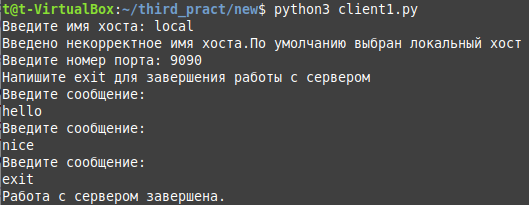 t@t-VirtualBox:~/third_pract/new$ python3 client1.py
Введите имя хоста: local
Введено некорректное имя хоста.По умолчанию выбран локальный хост
Введите номер порта: 9090
Напишите exit для завершения работы с сервером
Введите сообщение:
hello
Введите сообщение:
nice
Введите сообщение:
exit
Работа с сервером завершена.